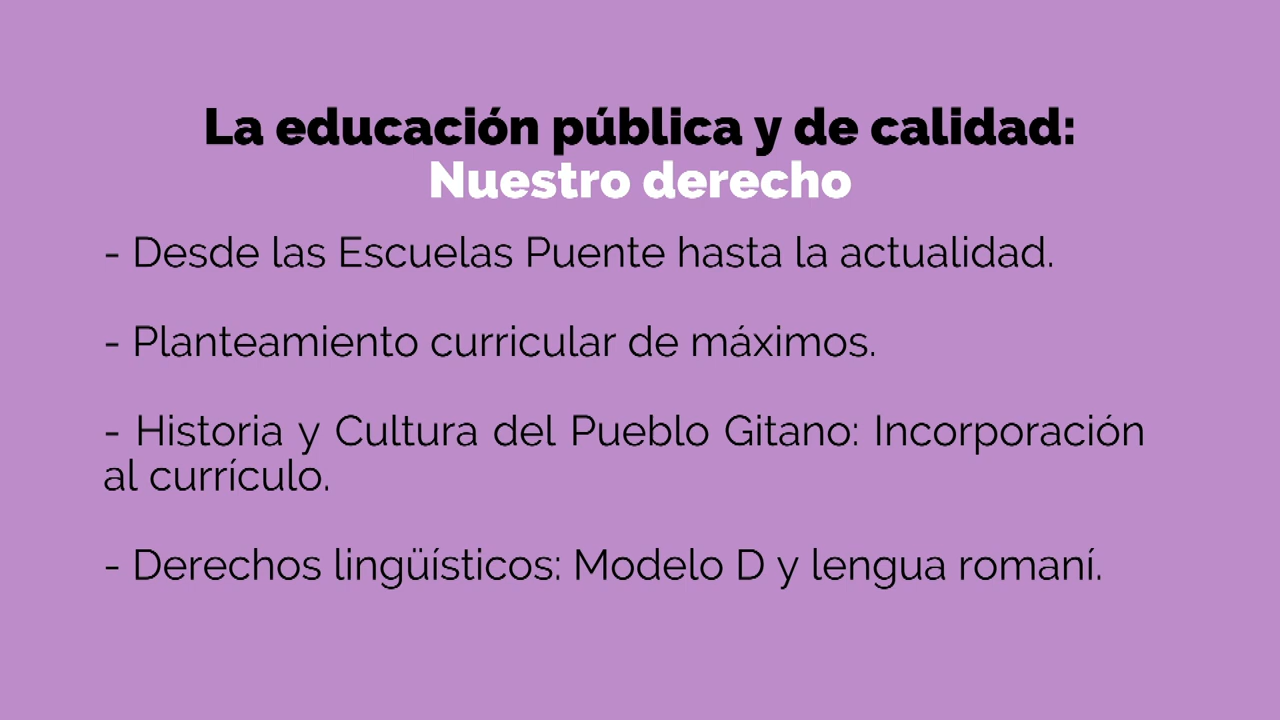 La educación pública y de calidad:
Nuestro derecho
- Desde las Escuelas Puente hasta la actualidad.
- Planteamiento curricular de máximos.
- Historia y Cultura del Pueblo Gitano: Incorporación
al currículo.
- Derechos lingüísticos: Modelo D y lengua romaní.